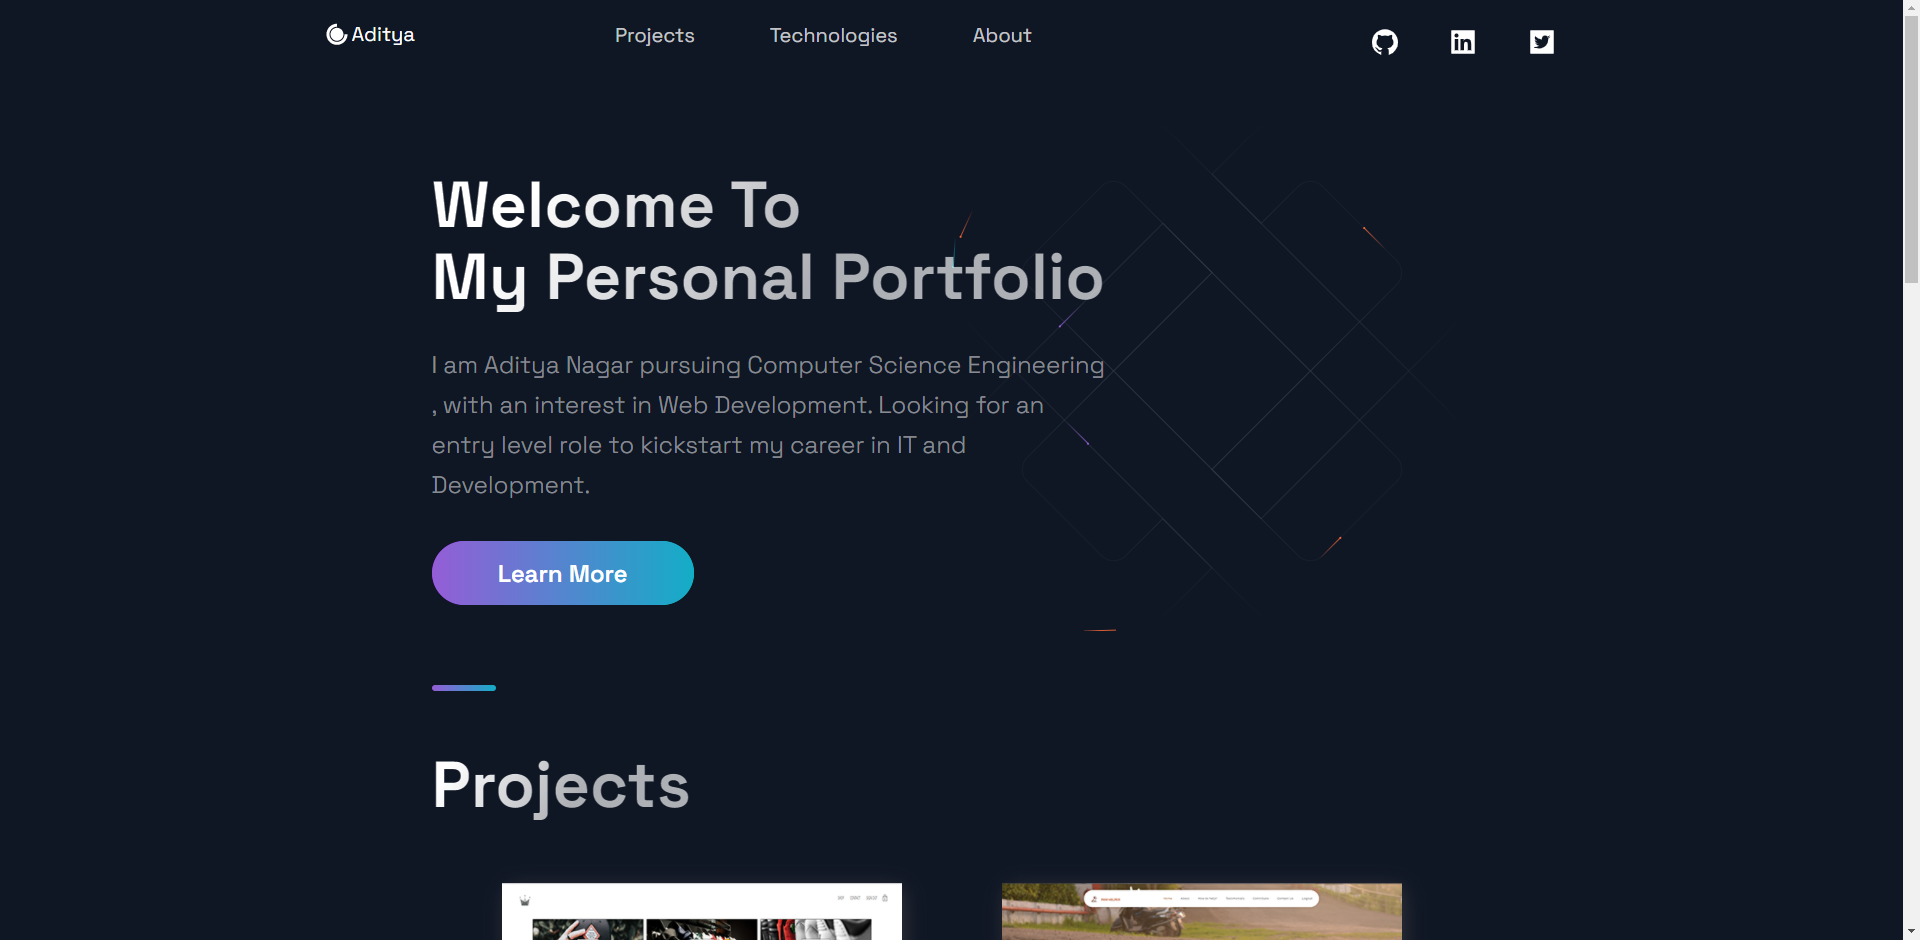 Aditya
Projects
Technologies
About
Welcome To
My Personal Portfolio
I am Aditya Nagar pursuing Computer Science Engineering
, with an interest in Web Development. Looking for an
entry level role to kickstart my career in IT and
Development.
Learn More
Projects